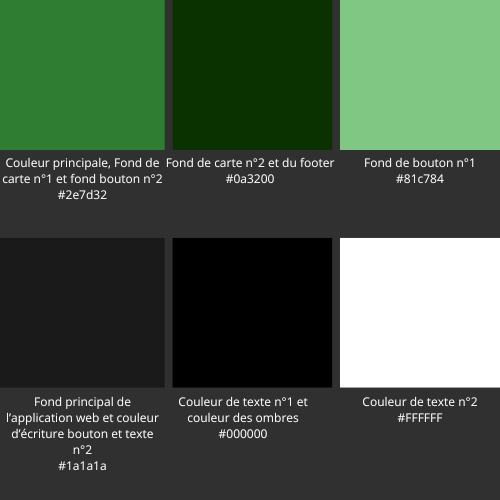 Couleur principale, Fond de
carte n°1 et fond bouton n°2
#2e7d32
Fond de carte n°2 et du footer
#0a3200
Fond de bouton n°1
#81c784
Fond principal de
l’application web et couleur
d’écriture bouton et texte
n°2
#1a1a1a
Couleur de texte n°1 et
couleur des ombres
#000000
Couleur de texte n°2
#FFFFFF